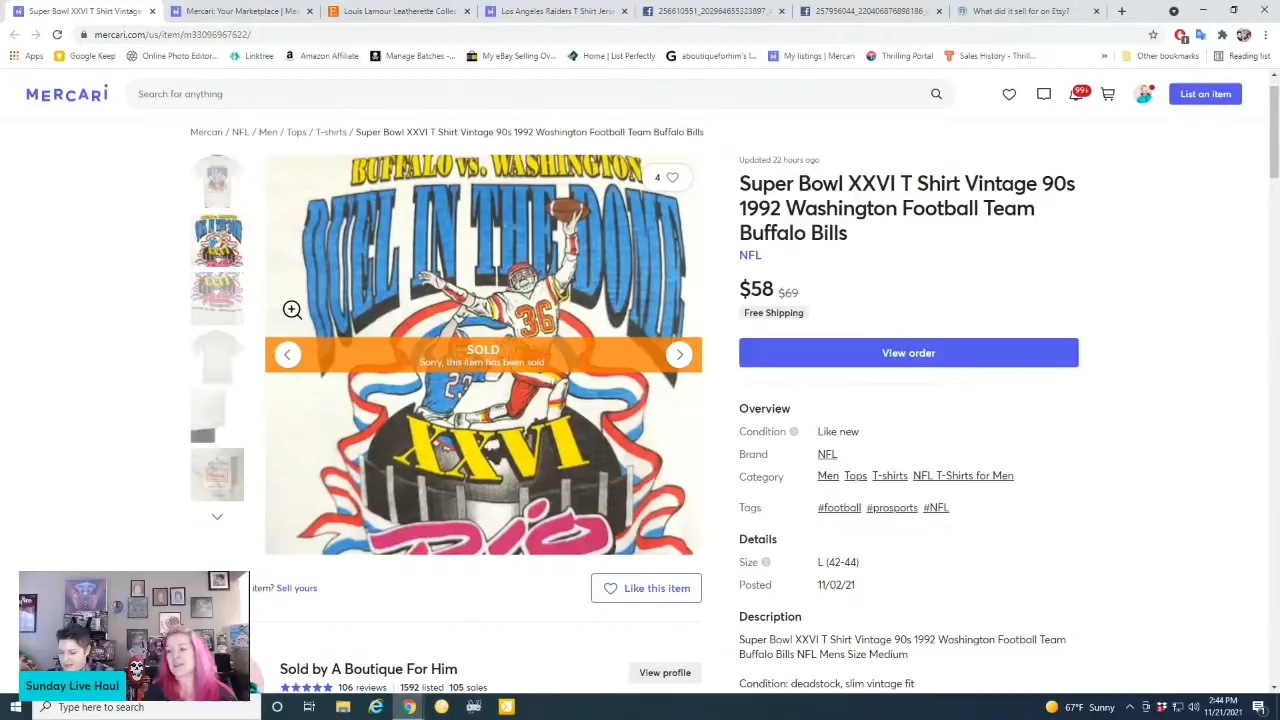 Super Bowl XXVI T Shirt Vint
Mercari: Your Marketplace | Mer
Louis Lamour Leatherette Collec
Los Angeles Raiders T Shirt Jers
256610551_202954655323897_
257956044_220406876898186_
What did it sell for on Etsy?
mercari.com/us/item/m33096967622/
Apps
Google Keep
Online Photo Editor...
Linktree
Amazon Affiliate
Manage Batches -...
My eBay Selling Ov...
Home | List Perfectly
aboutiqueforhim's l...
My listings | Mercari
Thrilling Portal
Sales History - Thrill...
»
Other bookmarks
Reading list
MERCARI
Search for anything
99+
List an item
Mercari / NFL / Men / Tops / T-shirts / Super Bowl XXVI T Shirt Vintage 90s 1992 Washington Football Team Buffalo Bills
BUFFALO VS. WASHINGTON
DUEL IN THE DOME
36
XXVI
4
SOLD
Sorry, this item has been sold
Updated 22 hours ago
Super Bowl XXVI T Shirt Vintage 90s
1992 Washington Football Team
Buffalo Bills
NFL
$58 $69
Free Shipping
View order
Overview
Condition Like new
Brand NFL
Category Men Tops T-shirts NFL T-Shirts for Men
Tags #football #prosports #NFL
Details
Size L (42-44)
Posted 11/02/21
Description
Super Bowl XXVI T Shirt Vintage 90s 1992 Washington Football Team
Buffalo Bills NFL Mens Size Medium
Condition: deadstock, slim vintage fit
item? Sell yours
Like this item
Sold by A Boutique For Him
106 reviews 1592 listed 105 sales
View profile
Sunday Live Haul
Type here to search
67°F Sunny
2:44 PM
11/21/2021